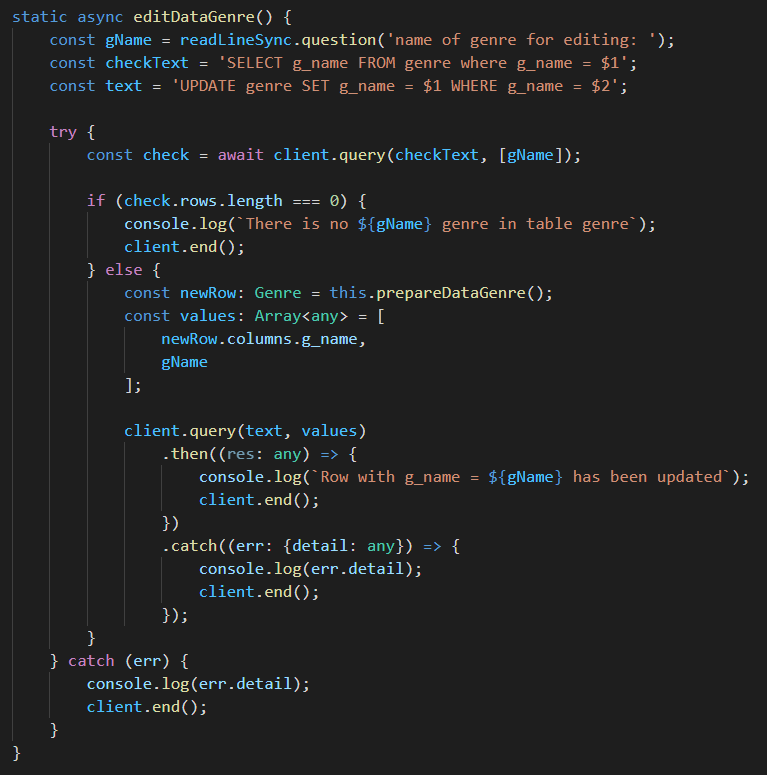 static async editDataGenre() {
    const gName = readLineSync.question('name of genre for editing: ');
    const checkText = 'SELECT g_name FROM genre where g_name = $1';
    const text = 'UPDATE genre SET g_name = $1 WHERE g_name = $2';

    try {
        const check = await client.query(checkText, [gName]);

        if (check.rows.length === 0) {
            console.log(`There is no ${gName} genre in table genre`);
            client.end();
        } else {
            const newRow: Genre = this.prepareDataGenre();
            const values: Array<any> = [
                newRow.columns.g_name,
                gName
            ];

            client.query(text, values)
                .then((res: any) => {
                    console.log(`Row with g_name = ${gName} has been updated`);
                    client.end();
                })
                .catch((err: {detail: any}) => {
                    console.log(err.detail);
                    client.end();
                });
        }
    } catch (err) {
        console.log(err.detail);
        client.end();
    }
}